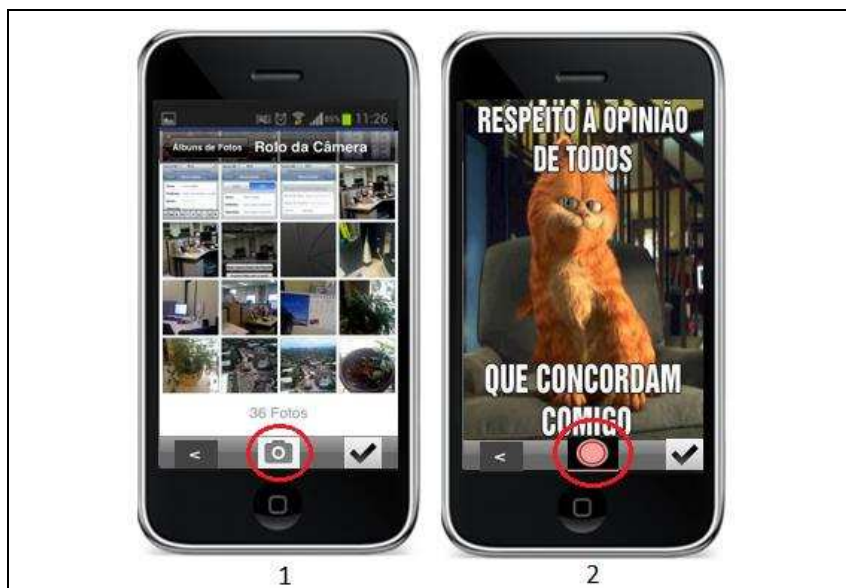 11:26
Álbuns de Fotos Rolo da Câmera
36 Fotos
<
1
RESPEITO A OPINIÃO
DE TODOS
QUE CONCORDAM
COMIGO
<
2